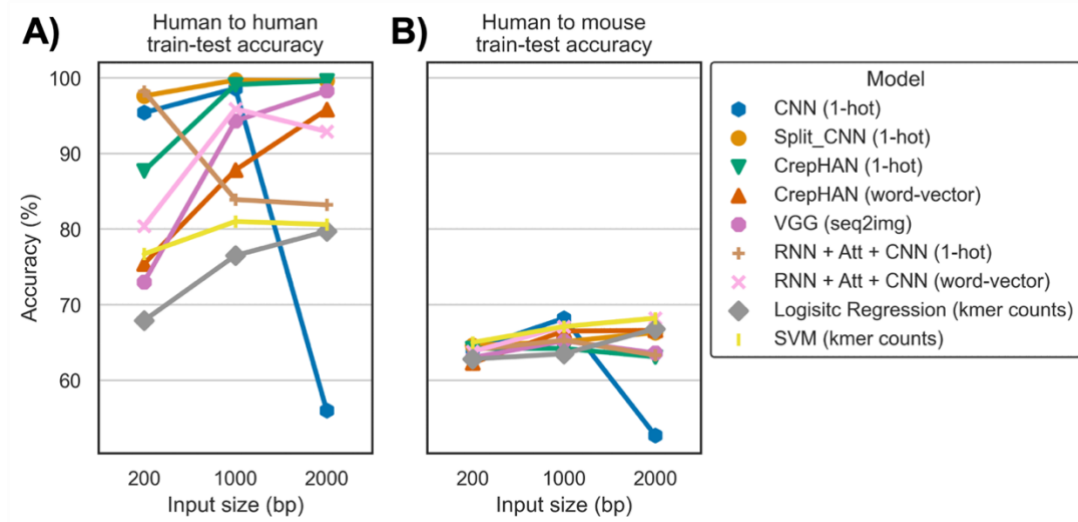 A)
Human to human
train-test accuracy
B)
Human to mouse
train-test accuracy
Accuracy (%)
100
90
80
70
60
200 1000 2000
Input size (bp)
200 1000 2000
Input size (bp)
Model
CNN (1-hot)
Split_CNN (1-hot)
CrepHAN (1-hot)
CrepHAN (word-vector)
VGG (seq2img)
RNN + Att + CNN (1-hot)
RNN + Att + CNN (word-vector)
Logisitc Regression (kmer counts)
SVM (kmer counts)